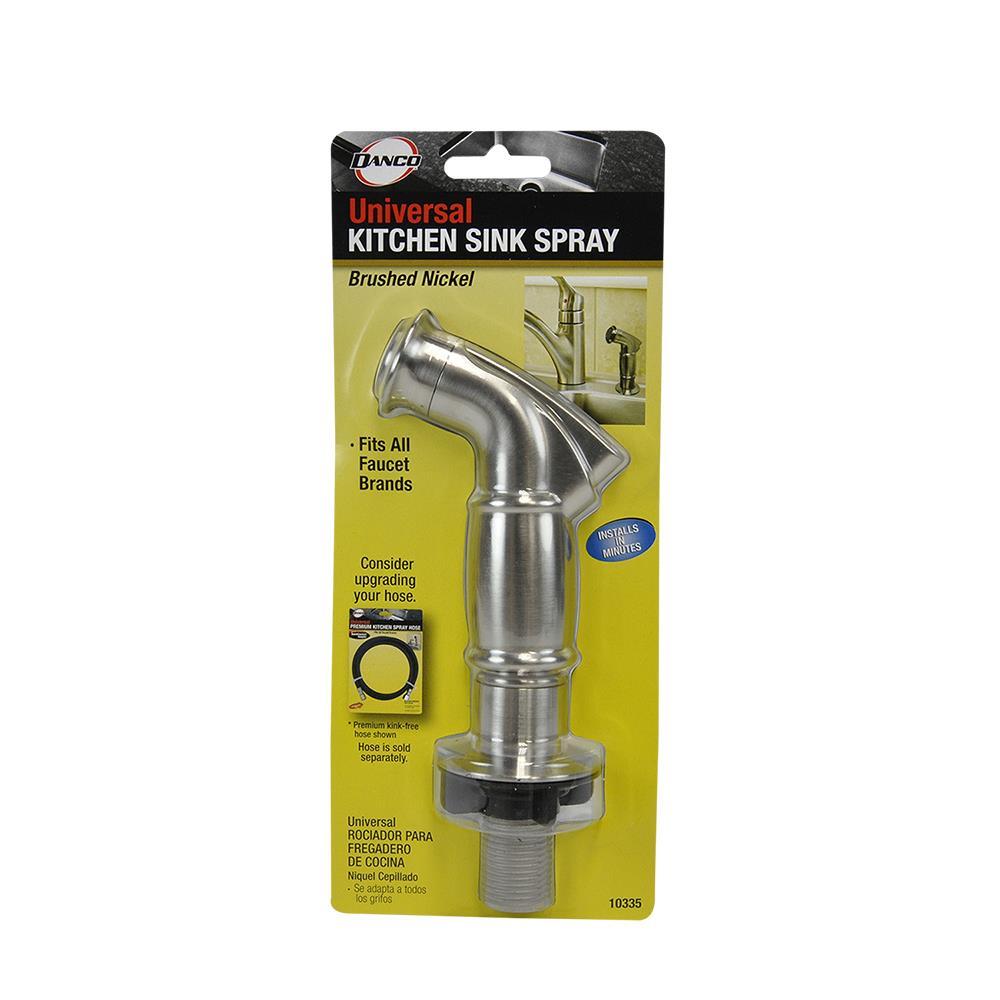 DANCO
Universal
KITCHEN SINK SPRAY
Brushed Nickel
· Fits All
Faucet
Brands
INSTALLS
IN
MINUTES
Consider
upgrading
your hose.
DANCO
Universal
PREMIUM KITCHEN SPRAY HOSE
* Premium kink-free
hose shown
Hose is sold
separately.
Universal
ROCIADOR PARA
FREGADERO
DE COCINA
Niquel Cepillado
· Se adapta a todos
los grifos
10335